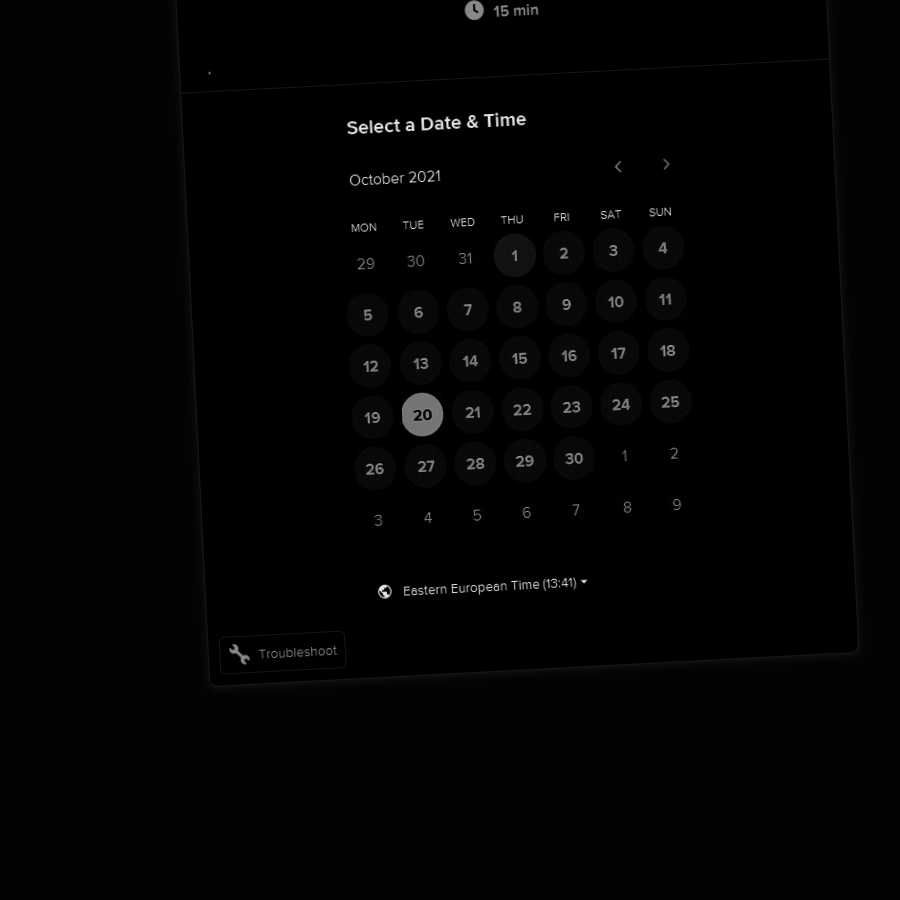 15 min
.
Select a Date & Time
October 2021
MON TUE WED THU FRI SAT SUN
29 30 31 1 2 3 4
5 6 7 8 9 10 11
12 13 14 15 16 17 18
19 20 21 22 23 24 25
26 27 28 29 30 1 2
3 4 5 6 7 8 9
Eastern European Time (13:41)
Troubleshoot